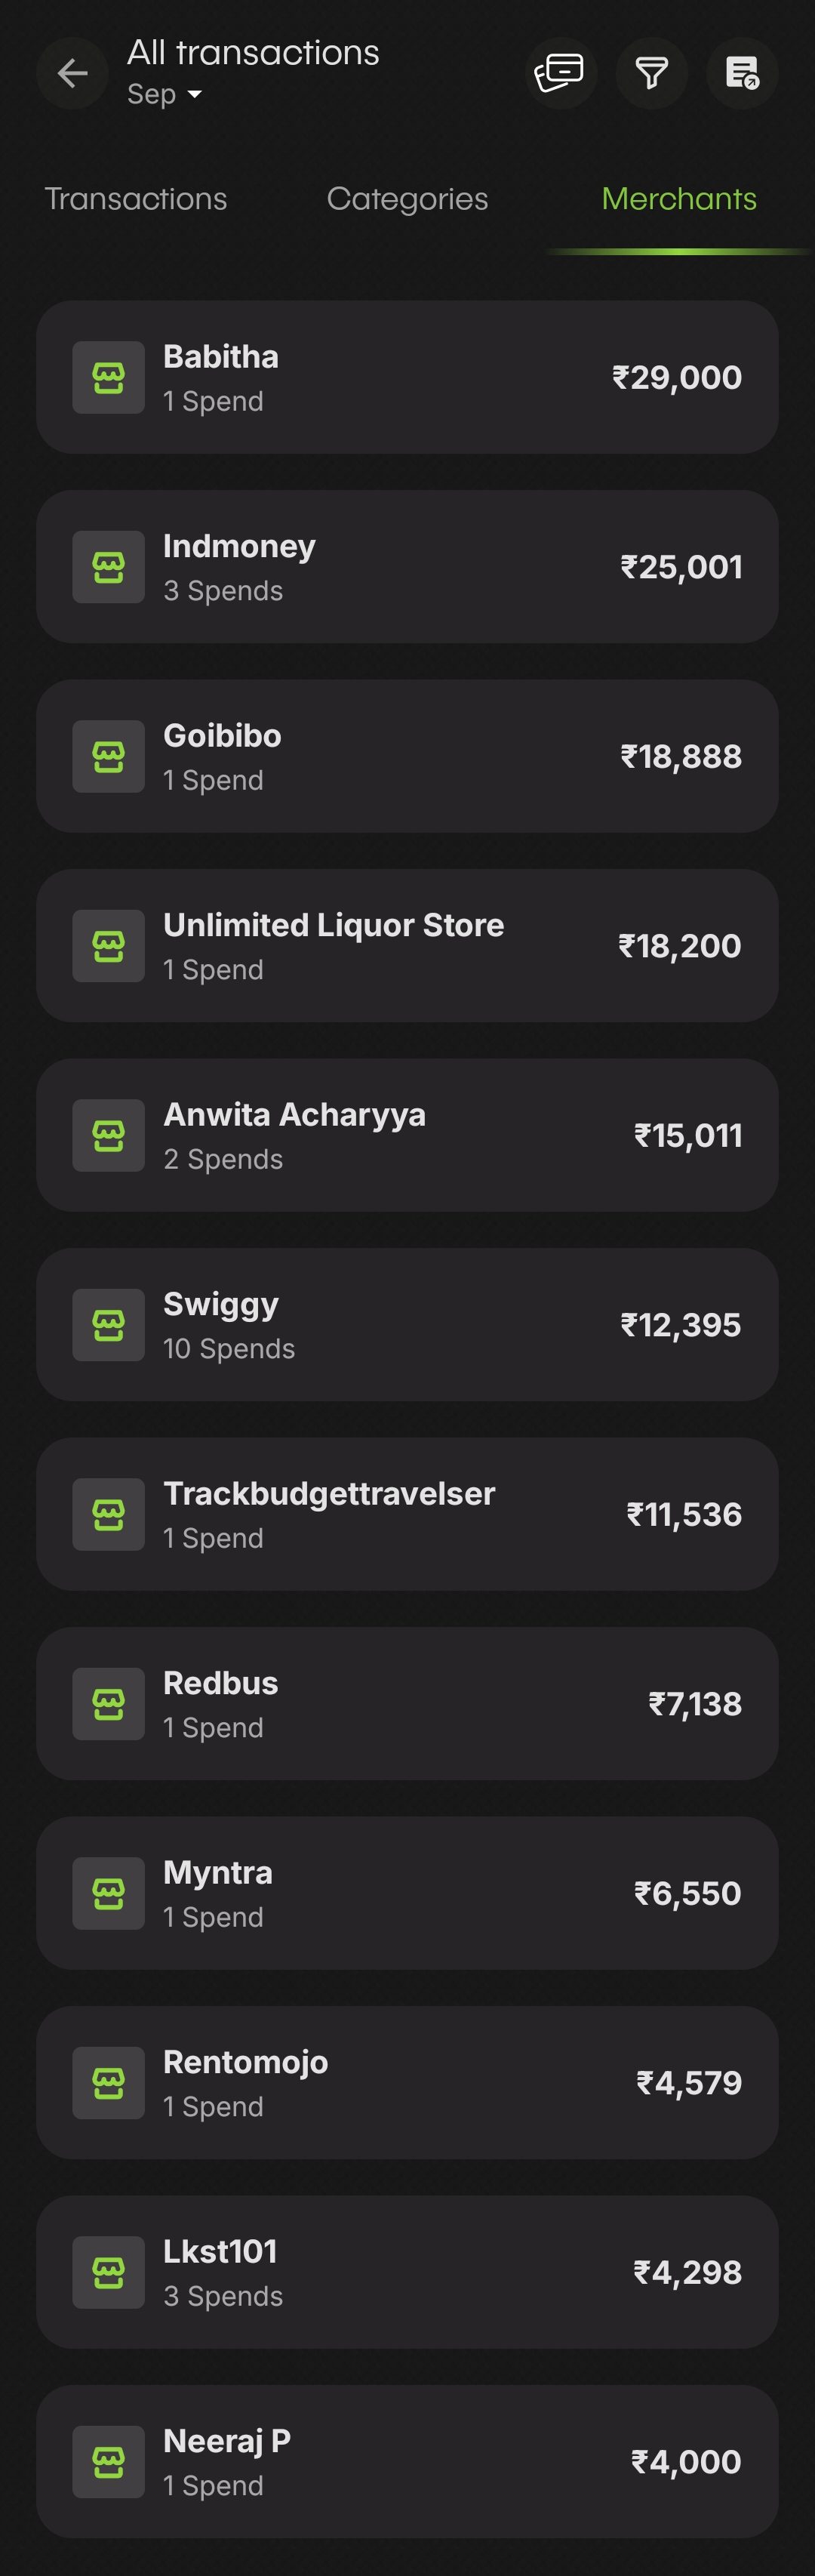 All transactions
Sep
Transactions Categories Merchants
Babitha
1 Spend
₹29,000
Indmoney
3 Spends
₹25,001
Goibibo
1 Spend
₹18,888
Unlimited Liquor Store
1 Spend
₹18,200
Anwita Acharyya
2 Spends
₹15,011
Swiggy
10 Spends
₹12,395
Trackbudgettravelser
1 Spend
₹11,536
Redbus
1 Spend
₹7,138
Myntra
1 Spend
₹6,550
Rentomojo
1 Spend
₹4,579
Lkst101
3 Spends
₹4,298
Neeraj P
1 Spend
₹4,000